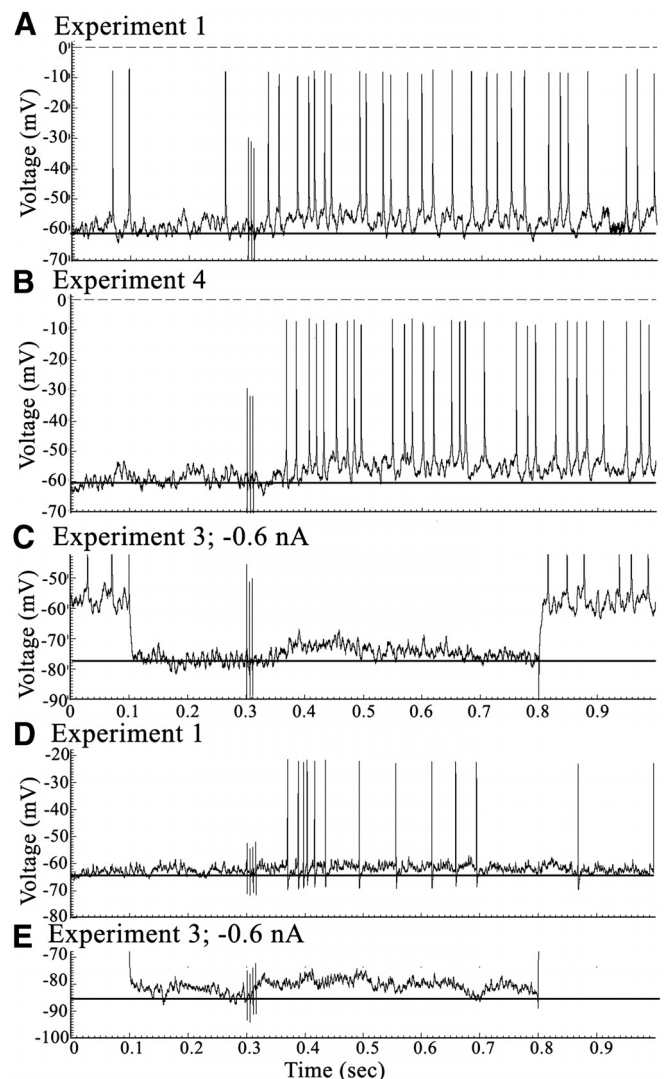 A Experiment 1
0
-10
-20
-30
-40
-50
-60
-70
Voltage (mV)
B Experiment 4
0
-10
-20
-30
-40
-50
-60
-70
Voltage (mV)
C Experiment 3; -0.6 nA
-50
-60
-70
-80
-90
Voltage (mV)
0 0.1 0.2 0.3 0.4 0.5 0.6 0.7 0.8 0.9
D Experiment 1
-20
-30
-40
-50
-60
-70
-80
Voltage (mV)
E Experiment 3; -0.6 nA
-70
-80
-90
-100
0 0.1 0.2 0.3 0.4 0.5 0.6 0.7 0.8 0.9
Time (sec)